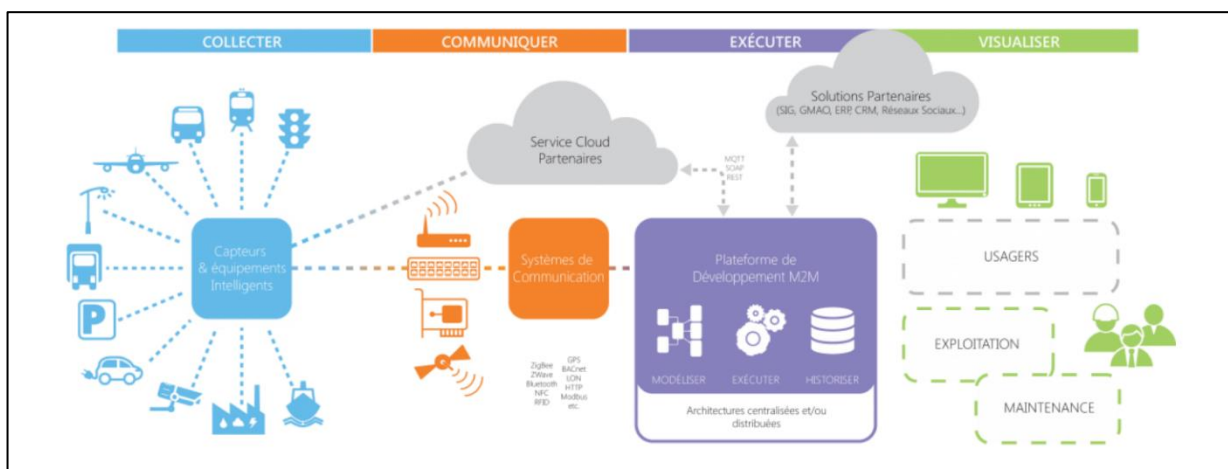 COLLECTER
COMMUNIQUER
EXÉCUTER
VISUALISER
Solutions Partenaires
(SIG, GMAO, ERP, CRM, Réseaux Sociaux...)
Service Cloud
Partenaires
MQTT
SOAP
REST
Capteurs
& équipements
Intelligents
P
Systèmes de
Communication
ZigBee
ZWave
Bluetooth
NFC
RFID
GPS
BACnet
LON
HTTP
Modbus
etc.
Plateforme de
Développement M2M
MODÉLISER
EXÉCUTER
HISTORISER
Architectures centralisées et/ou
distribuées
USAGERS
EXPLOITATION
MAINTENANCE